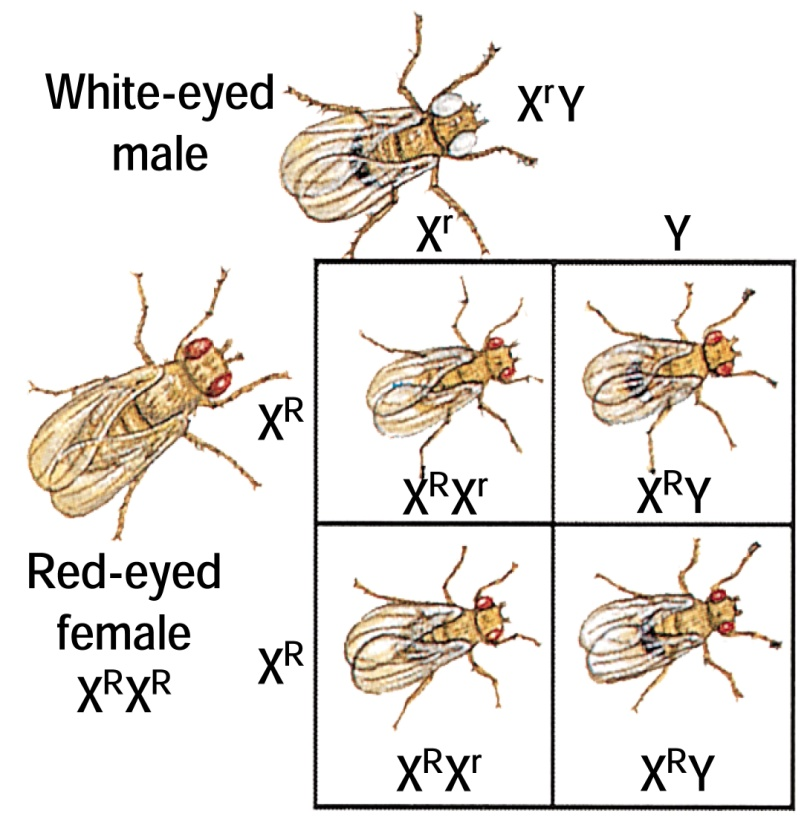 White-eyed
male
XʳY
Xʳ Y
Xᴿ
XᴿXʳ XᴿY
Red-eyed
female
XᴿXᴿ
Xᴿ
XᴿXʳ XᴿY